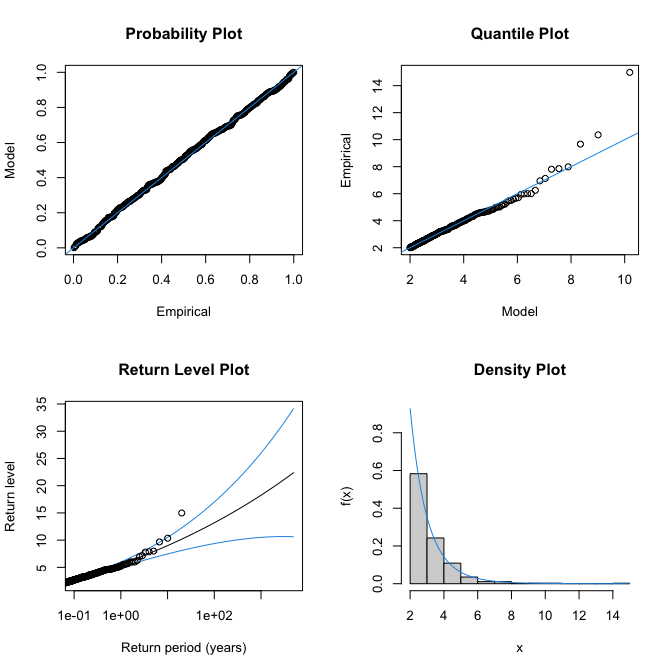 Probability Plot
Model
0.0 0.2 0.4 0.6 0.8 1.0
0.0 0.2 0.4 0.6 0.8 1.0
Empirical
Quantile Plot
Empirical
2 4 6 8 10 12 14
2 4 6 8 10
Model
Return Level Plot
Return level
5 10 15 20 25 30 35
1e-01 1e+00 1e+02
Return period (years)
Density Plot
f(x)
0.0 0.2 0.4 0.6 0.8
2 4 6 8 10 12 14
x